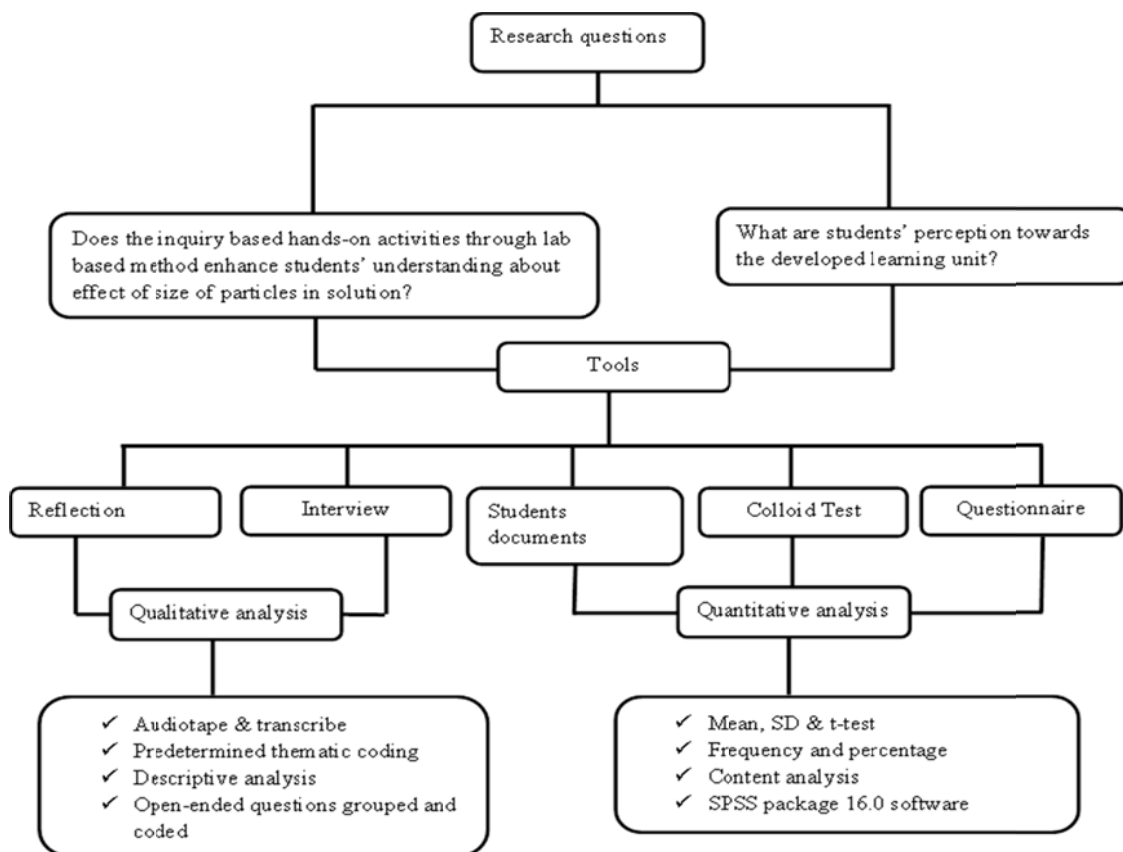 Research questions
Does the inquiry based hands-on activities through lab
based method enhance students' understanding about
effect of size of particles in solution?
What are students' perception towards
the developed learning unit?
Tools
Reflection
Interview
Students
documents
Colloid Test
Questionnaire
Qualitative analysis
Quantitative analysis
✓ Audiotape & transcribe
✓ Predetermined thematic coding
✓ Descriptive analysis
✓ Open-ended questions grouped and
coded
✓ Mean, SD & t-test
✓ Frequency and percentage
✓ Content analysis
✓ SPSS package 16.0 software